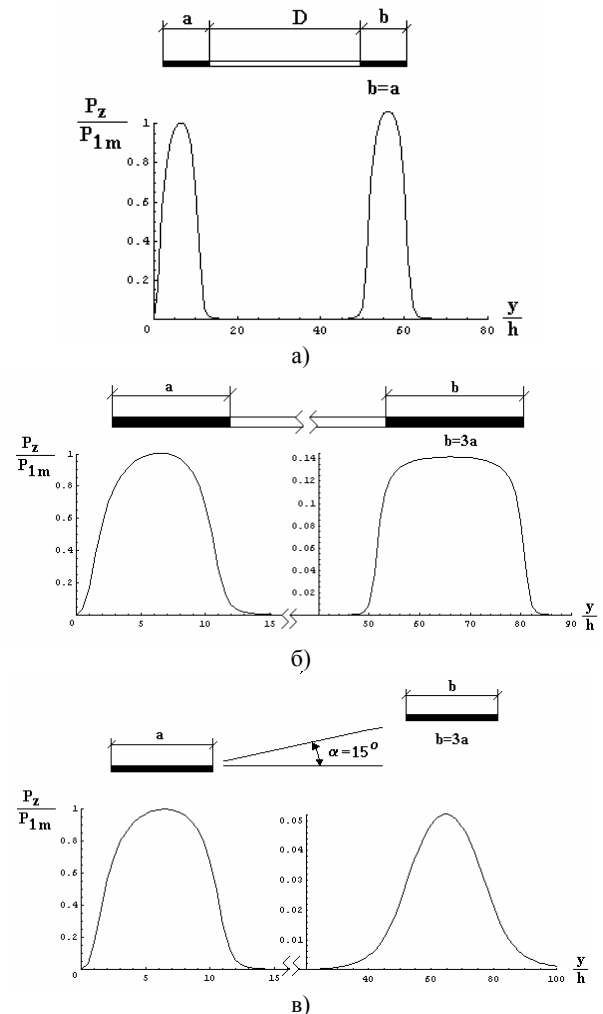 a D b
b=a
P_z
P_1m
1
0.8
0.6
0.4
0.2
0 20 40 60 80 y/h
а)
a b
b=3a
P_z
P_1m
1
0.8
0.6
0.4
0.2
0 5 10 15
0.14
0.12
0.1
0.08
0.06
0.04
0.02
50 60 70 80 90 y/h
б)
b
b=3a
a
α=15°
P_z
P_1m
1
0.8
0.6
0.4
0.2
0 5 10 15
0.05
0.04
0.03
0.02
0.01
40 60 80 100 y/h
в)